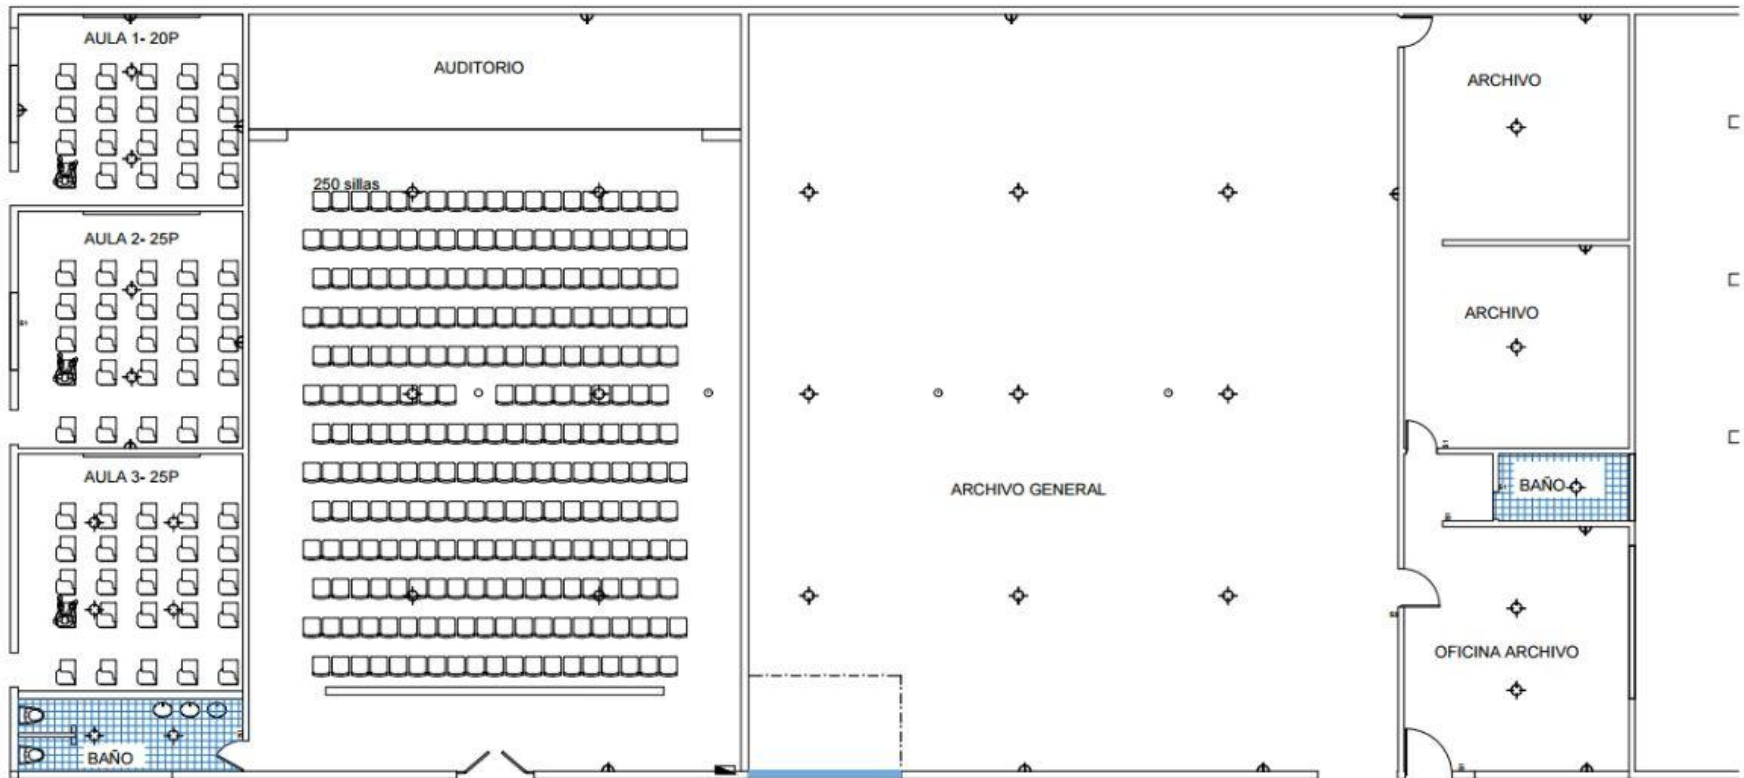 AULA 1- 20P
AUDITORIO
ARCHIVO
250 sillas
AULA 2- 25P
ARCHIVO
AULA 3- 25P
ARCHIVO GENERAL
BAÑO
OFICINA ARCHIVO
BAÑO